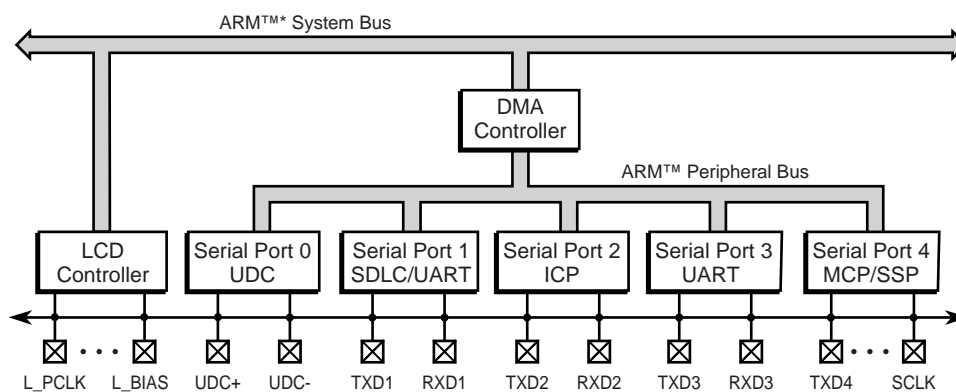 ARM™* System Bus
DMA
Controller
ARM™ Peripheral Bus
LCD
Controller
Serial Port 0
UDC
Serial Port 1
SDLC/UART
Serial Port 2
ICP
Serial Port 3
UART
Serial Port 4
MCP/SSP
L_PCLK
L_BIAS
UDC+
UDC-
TXD1
RXD1
TXD2
RXD2
TXD3
RXD3
TXD4
SCLK